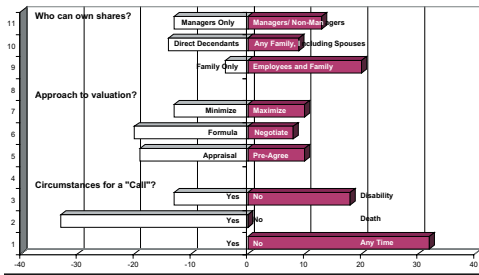 Who can own shares?
11 Managers Only Managers/ Non-Managers
10 Direct Decendants Any Family, Including Spouses
9 Family Only Employees and Family
8
Approach to valuation?
7 Minimize Maximize
6 Formula Negotiate
5 Appraisal Pre-Agree
4
Circumstances for a "Call"?
3 Yes No Disability
2 Yes No Death
1 Yes No Any Time
-40 -30 -20 -10 0 10 20 30 40